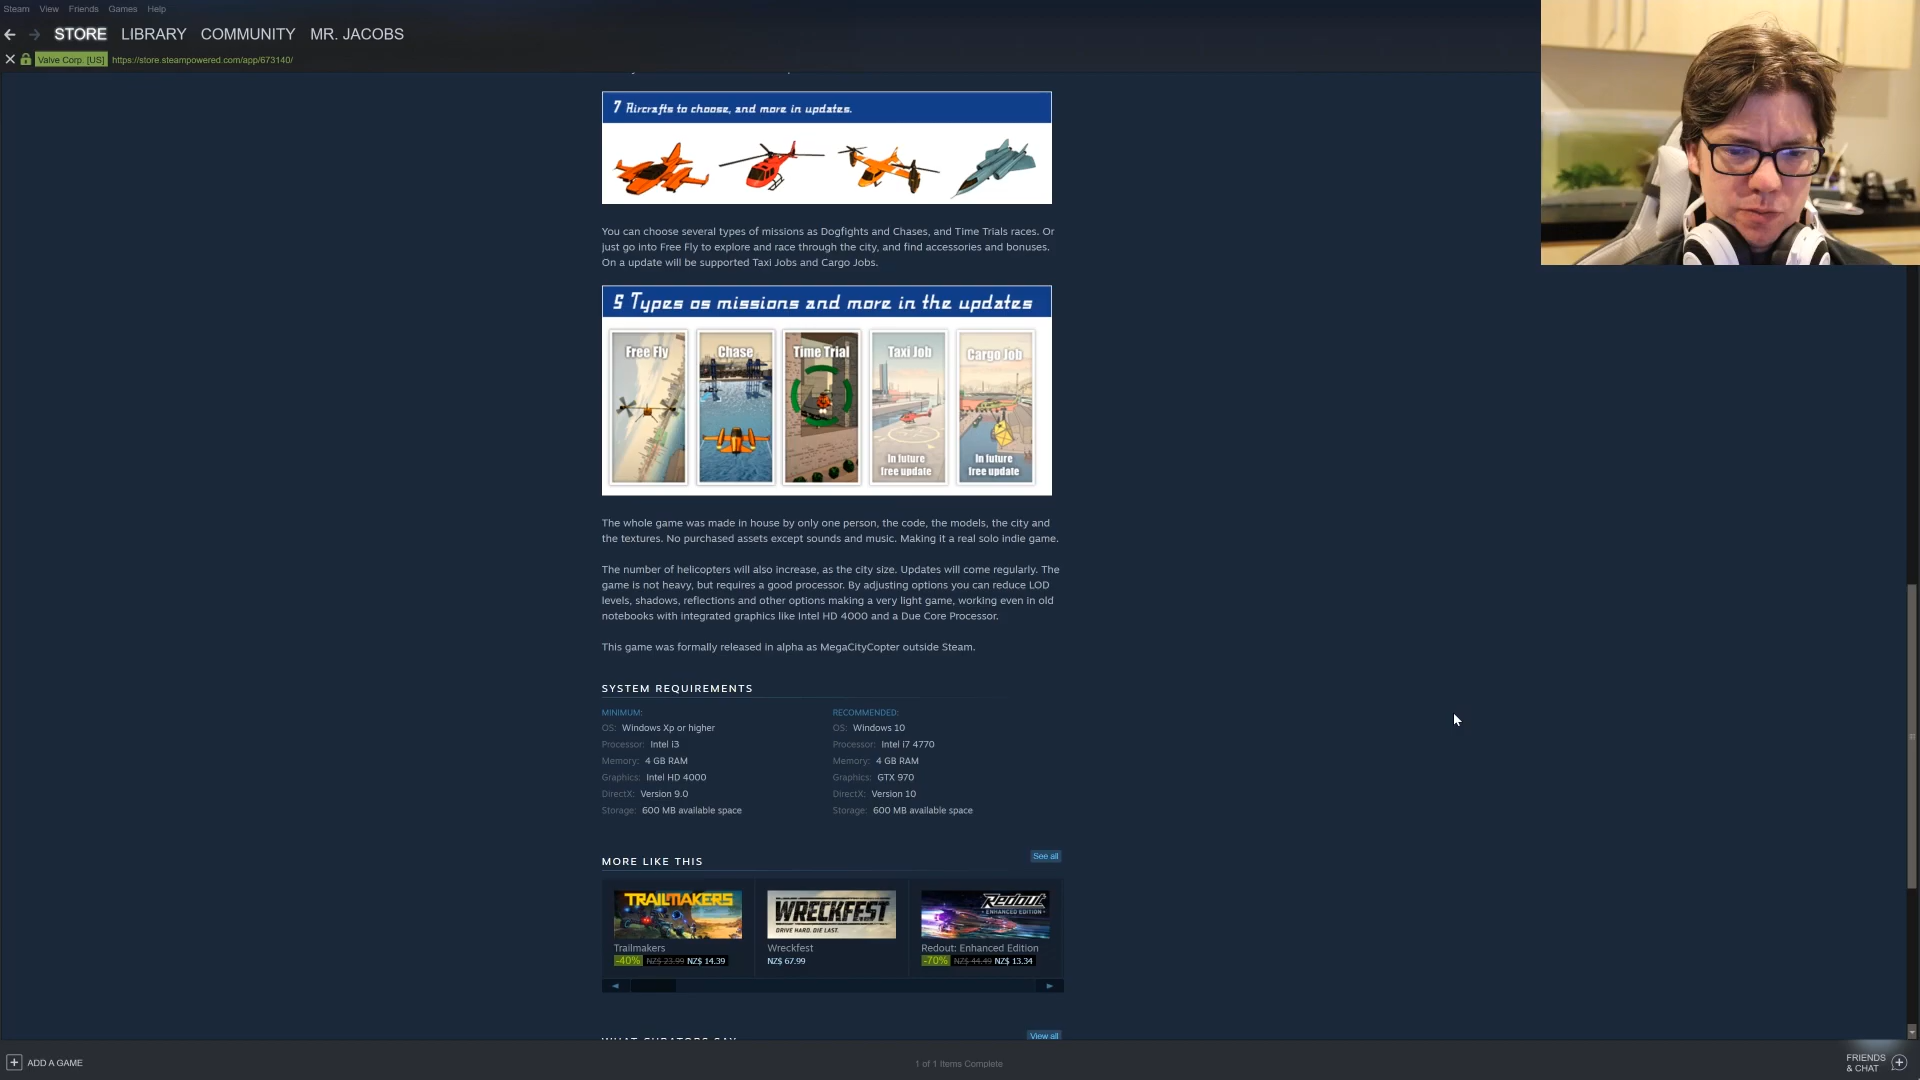 Steam View Friends Games Help
STORE LIBRARY COMMUNITY MR. JACOBS
Valve Corp. [US] https://store.steampowered.com/app/673140/
7 Aircrafts to choose, and more in updates.
You can choose several types of missions as Dogfights and Chases, and Time Trials races. Or
just go into Free Fly to explore and race through the city, and find accessories and bonuses.
On a update will be supported Taxi Jobs and Cargo Jobs.
5 Types os missions and more in the updates
Free Fly Chase Time Trial Taxi Job Cargo Job
In future In future
free update free update
The whole game was made in house by only one person, the code, the models, the city and
the textures. No purchased assets except sounds and music. Making it a real solo indie game.
The number of helicopters will also increase, as the city size. Updates will come regularly. The
game is not heavy, but requires a good processor. By adjusting options you can reduce LOD
levels, shadows, reflections and other options making a very light game, working even in old
notebooks with integrated graphics like Intel HD 4000 and a Due Core Processor.
This game was formally released in alpha as MegaCityCopter outside Steam.
SYSTEM REQUIREMENTS
MINIMUM: RECOMMENDED:
OS: Windows Xp or higher OS: Windows 10
Processor: Intel i3 Processor: Intel i7 4770
Memory: 4 GB RAM Memory: 4 GB RAM
Graphics: Intel HD 4000 Graphics: GTX 970
DirectX: Version 9.0 DirectX: Version 10
Storage: 600 MB available space Storage: 600 MB available space
MORE LIKE THIS See all
TRAILMAKERS WRECKFEST Redout
DRIVE HARD. DIE LAST. ENHANCED EDITION
Trailmakers Wreckfest Redout: Enhanced Edition
-40% NZ$ 23.99 NZ$ 14.39 NZ$ 67.99 -70% NZ$ 44.49 NZ$ 13.34
WHAT CURATORS SAY View all
ADD A GAME 1 of 1 Items Complete FRIENDS
& CHAT